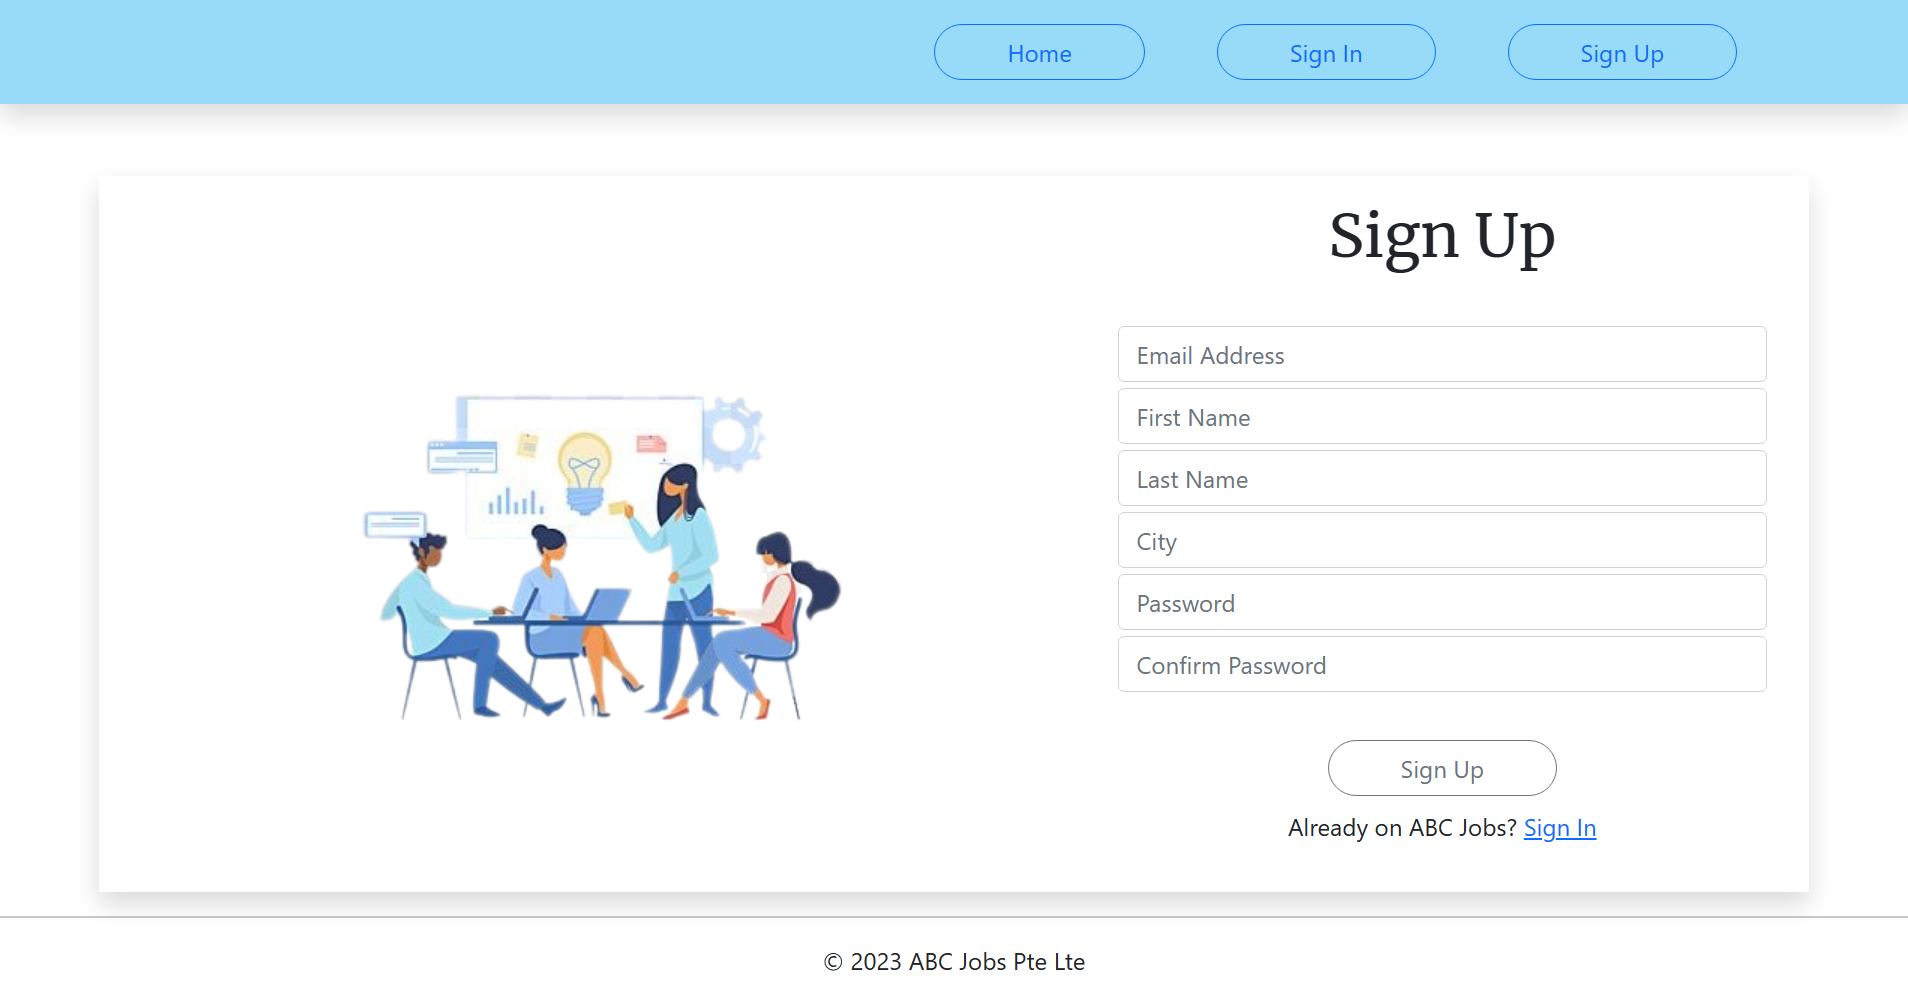 Home Sign In Sign Up
Sign Up
Email Address
First Name
Last Name
City
Password
Confirm Password
Sign Up
Already on ABC Jobs? Sign In
© 2023 ABC Jobs Pte Lte